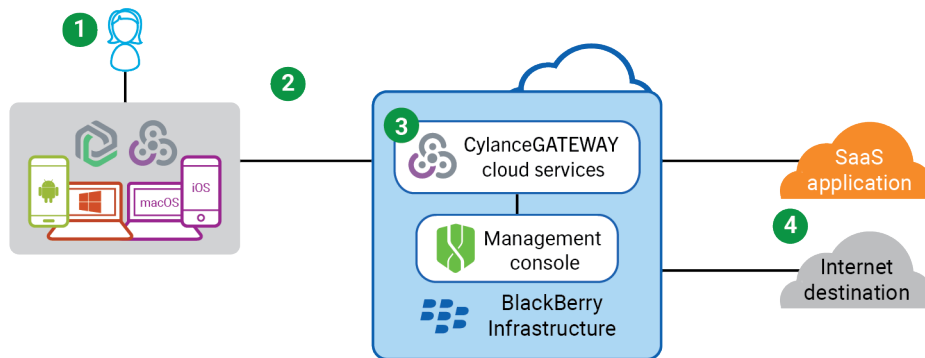 1
2
3
CylanceGATEWAY
cloud services
SaaS
application
iOS
macOS
4
Management
console
Internet
destination
BlackBerry
Infrastructure